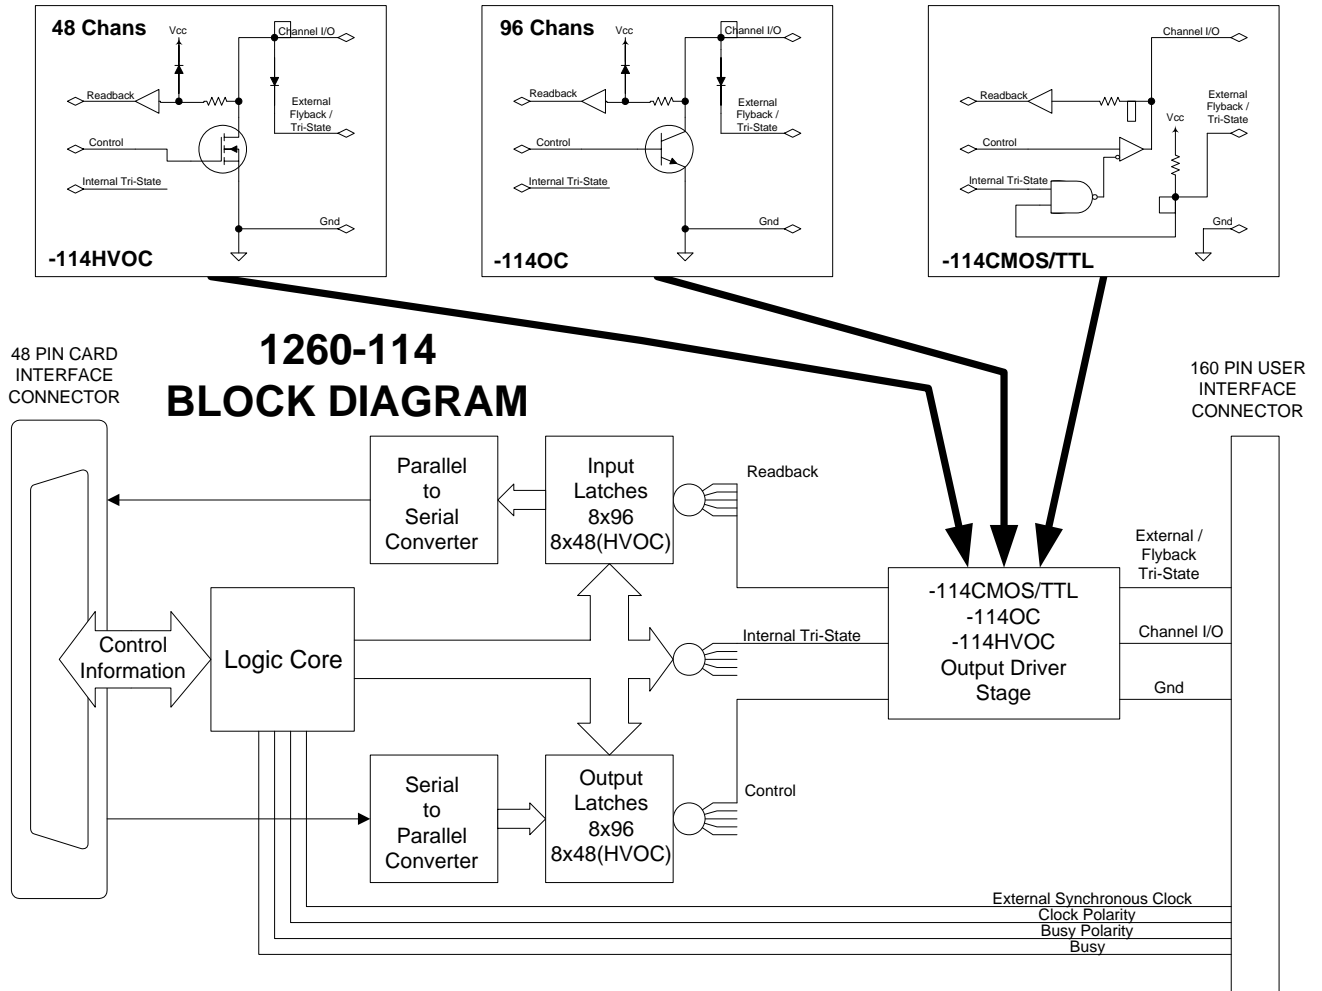 48 Chans
Vcc
Channel I/O
Readback
External
Flyback /
Tri-State
Control
Internal Tri-State
Gnd
-114HVOC
96 Chans
Vcc
Channel I/O
Readback
External
Flyback /
Tri-State
Control
Internal Tri-State
Gnd
-114OC
Channel I/O
Readback
External
Flyback /
Tri-State
Vcc
Control
Internal Tri-State
Gnd
-114CMOS/TTL
1260-114
BLOCK DIAGRAM
48 PIN CARD
INTERFACE
CONNECTOR
160 PIN USER
INTERFACE
CONNECTOR
Parallel
to
Serial
Converter
Input
Latches
8x96
8x48(HVOC)
Readback
External /
Flyback
Tri-State
Control
Information
Logic Core
Internal Tri-State
-114CMOS/TTL
-114OC
-114HVOC
Output Driver
Stage
Channel I/O
Gnd
Serial
to
Parallel
Converter
Output
Latches
8x96
8x48(HVOC)
Control
External Synchronous Clock
Clock Polarity
Busy Polarity
Busy